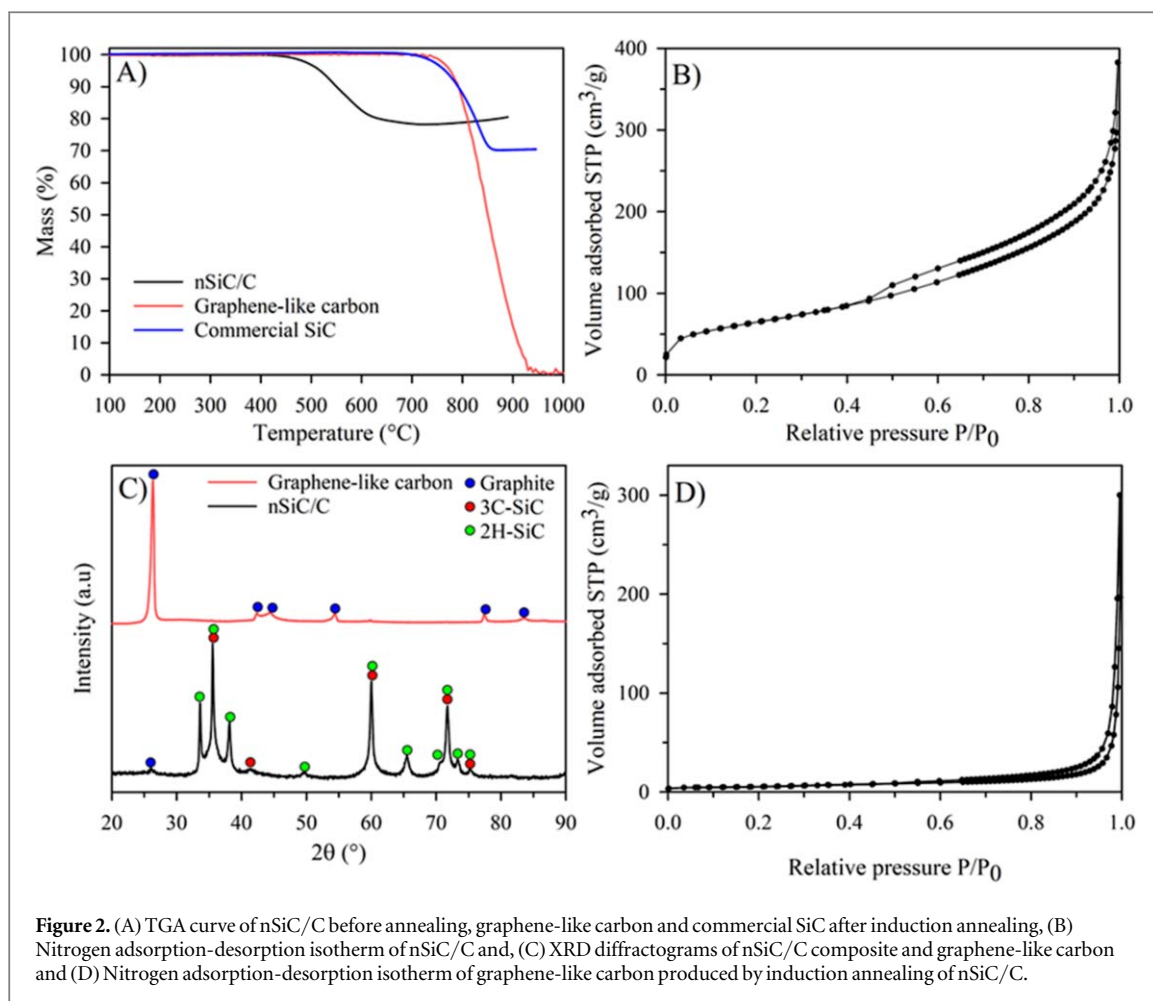 A)
Mass (%)
100
90
80
70
60
50
40
30
20
10
0
nSiC/C
Graphene-like carbon
Commercial SiC
100 200 300 400 500 600 700 800 900 1000
Temperature (°C)
B)
Volume adsorbed STP (cm³/g)
400
300
200
100
0
0.0 0.2 0.4 0.6 0.8 1.0
Relative pressure P/P₀
C)
Intensity (a.u)
Graphene-like carbon
nSiC/C
Graphite
3C-SiC
2H-SiC
20 30 40 50 60 70 80 90
2θ (°)
D)
Volume adsorbed STP (cm³/g)
300
200
100
0
0.0 0.2 0.4 0.6 0.8 1.0
Relative pressure P/P₀
Figure 2. (A) TGA curve of nSiC/C before annealing, graphene-like carbon and commercial SiC after induction annealing, (B)
Nitrogen adsorption-desorption isotherm of nSiC/C and, (C) XRD diffractograms of nSiC/C composite and graphene-like carbon
and (D) Nitrogen adsorption-desorption isotherm of graphene-like carbon produced by induction annealing of nSiC/C.